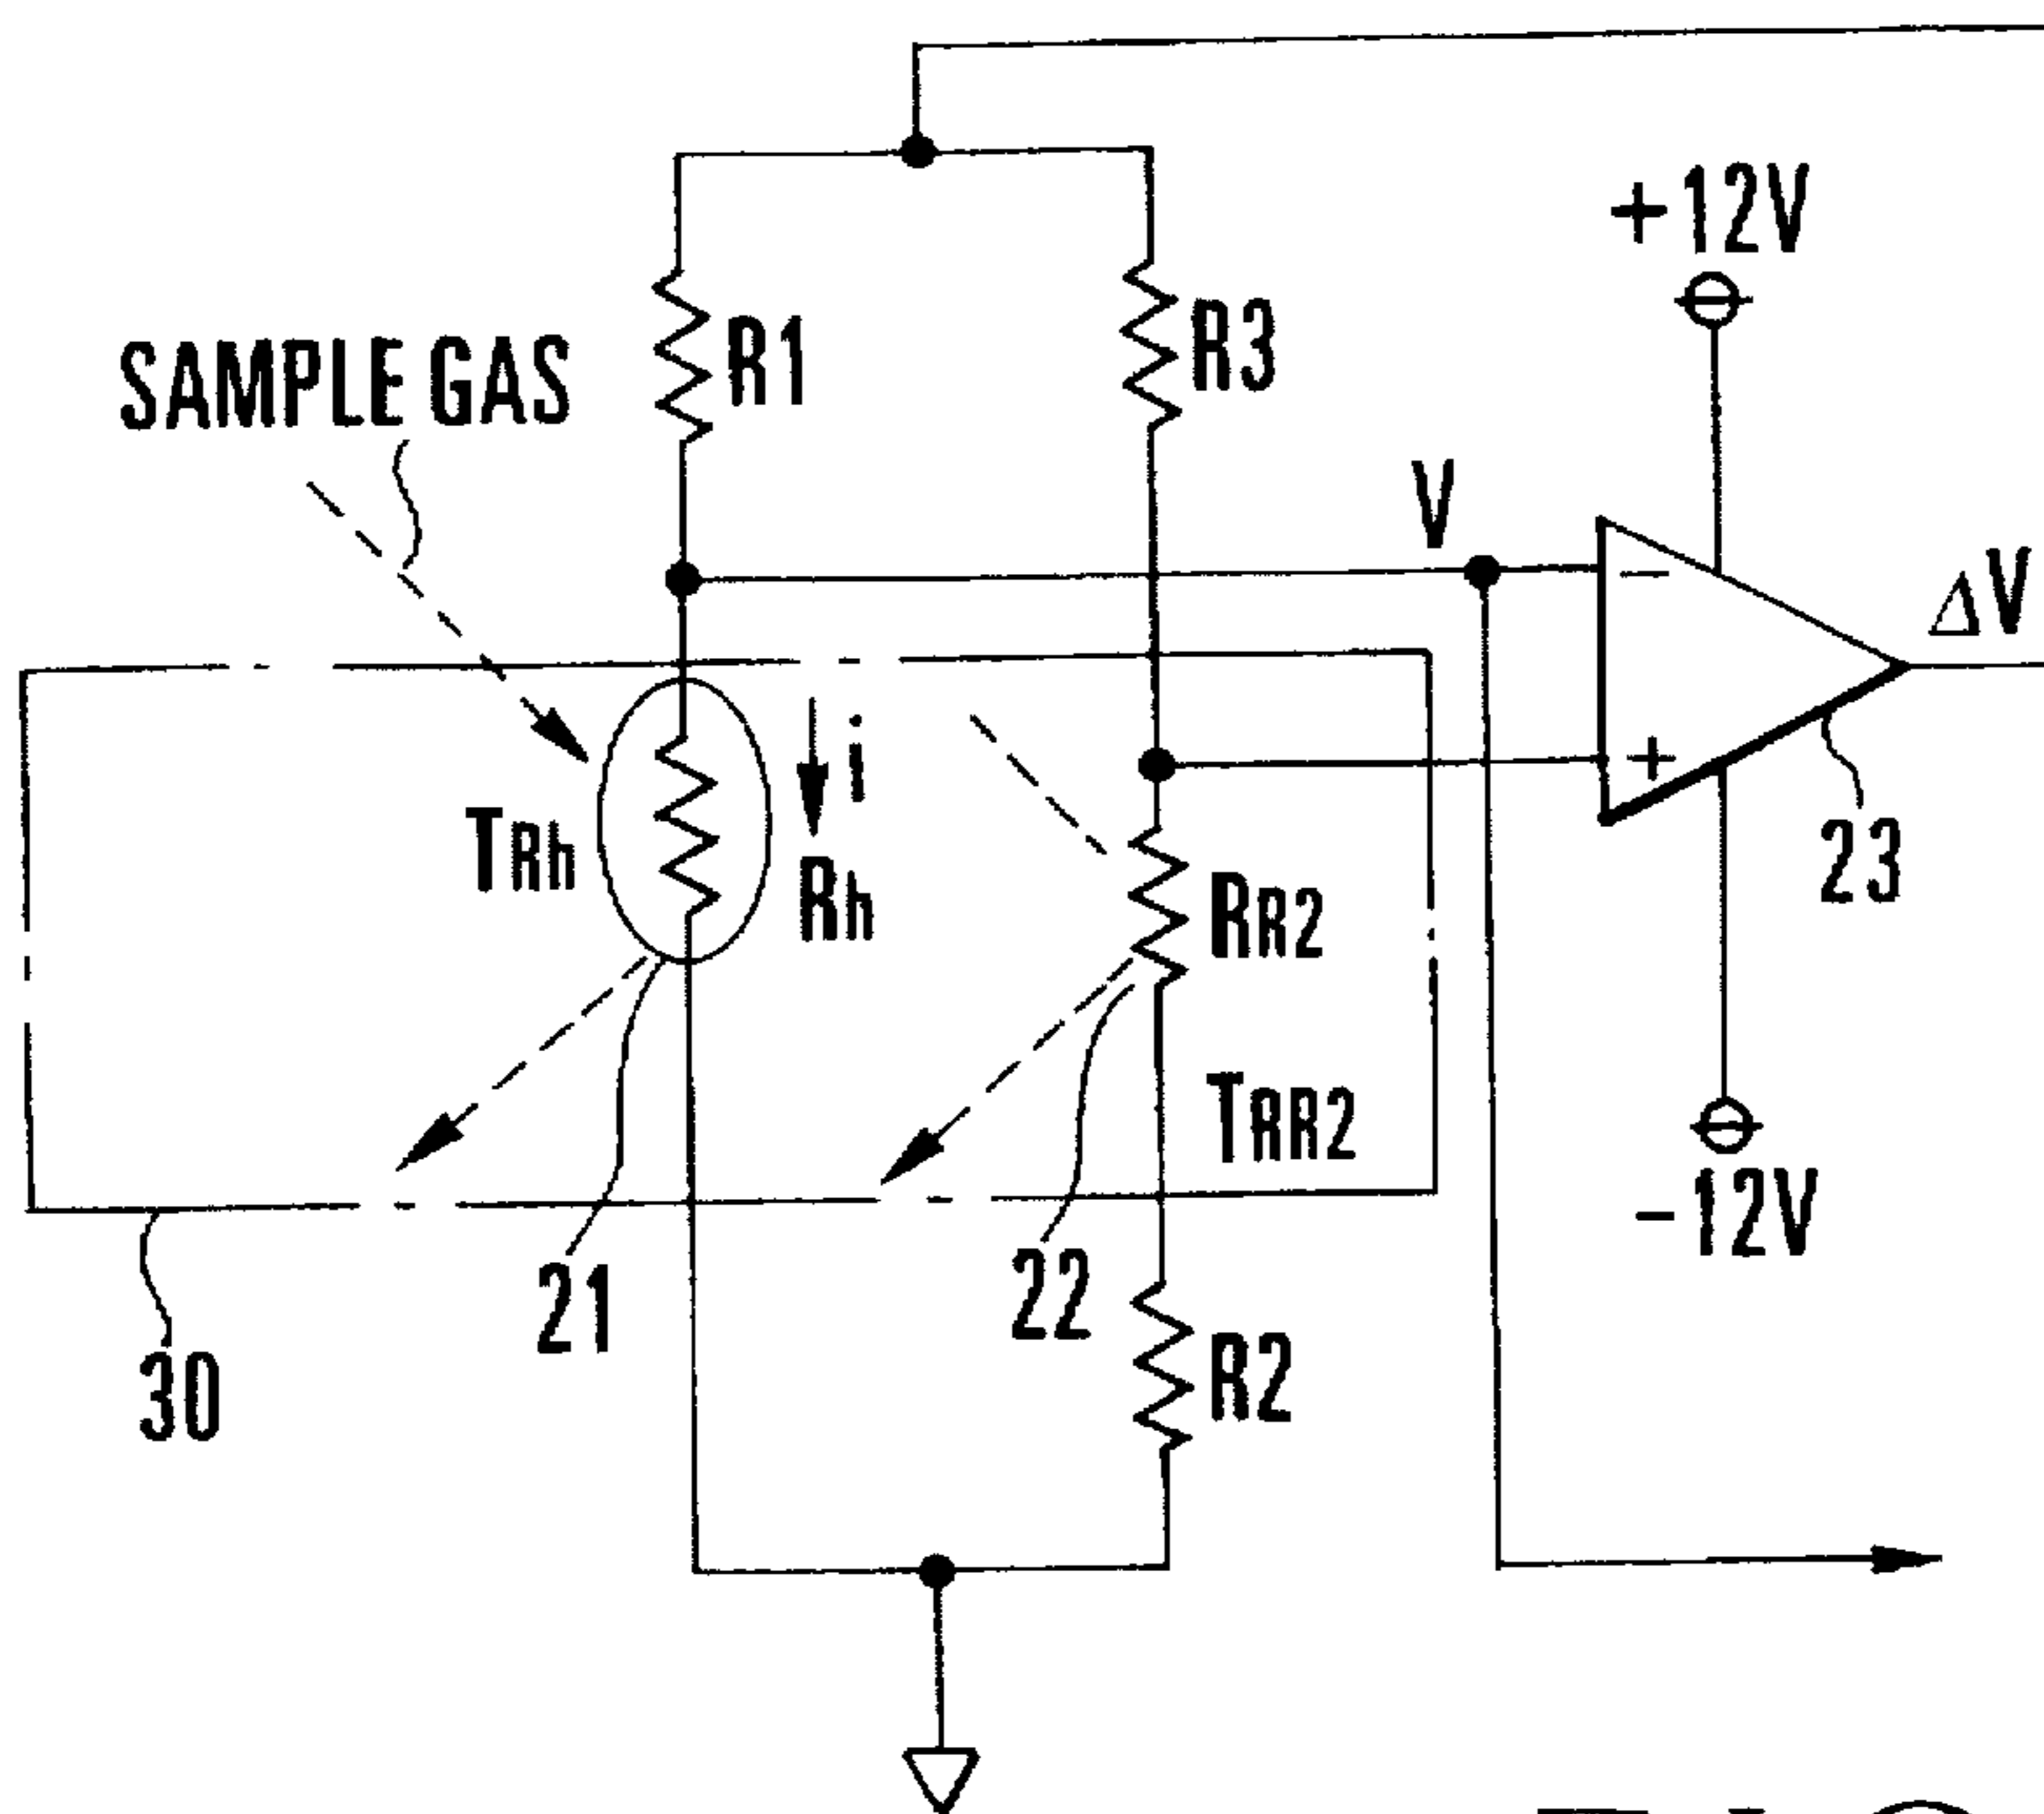 +12V
R1
R3
SAMPLE GAS
V
−
ΔV
i
+
TRh
Rh
RR2
23
TRR2
−12V
21
22
R2
30